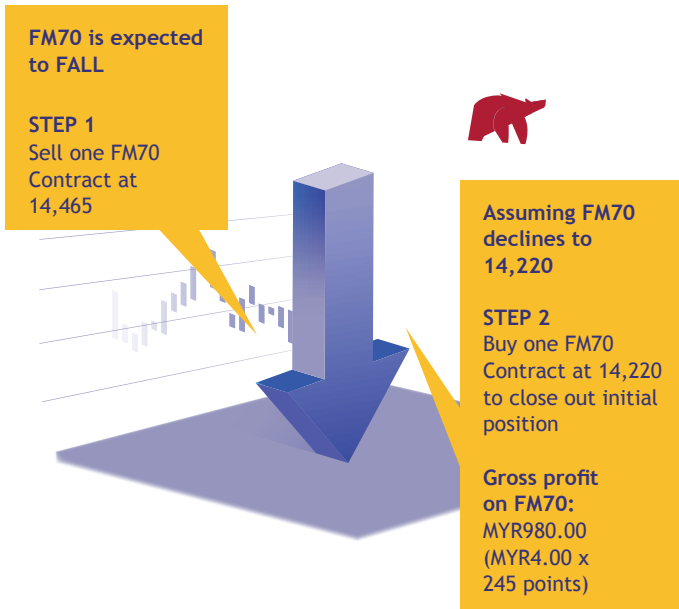 FM70 is expected
to FALL
STEP 1
Sell one FM70
Contract at
14,465
Assuming FM70
declines to
14,220
STEP 2
Buy one FM70
Contract at 14,220
to close out initial
position
Gross profit
on FM70:
MYR980.00
(MYR4.00 x
245 points)